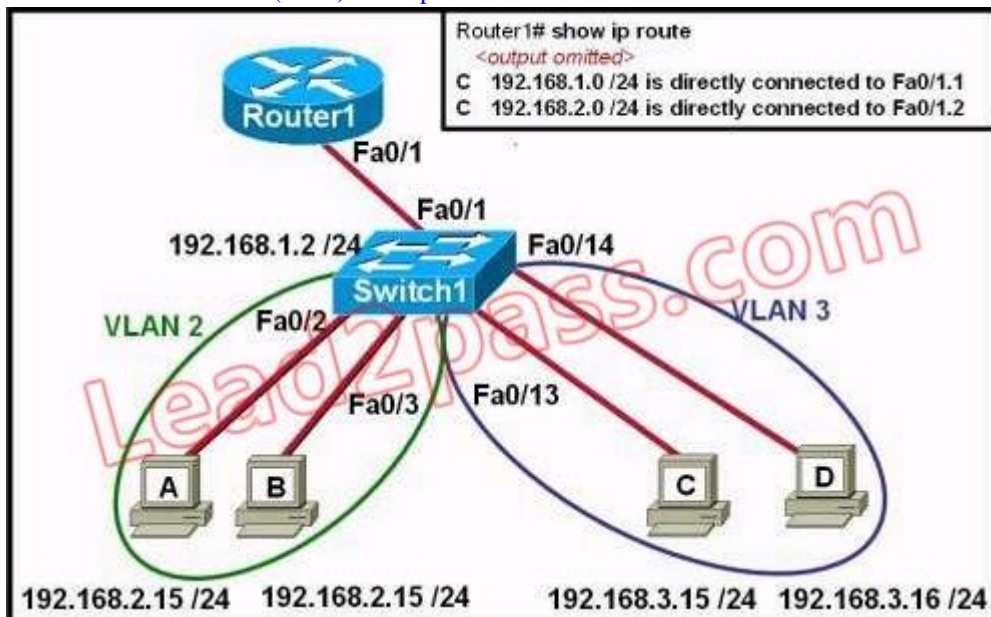 Router1# show ip route
<output omitted>
C 192.168.1.0 /24 is directly connected to Fa0/1.1
C 192.168.2.0 /24 is directly connected to Fa0/1.2
Router1
Fa0/1
Fa0/1
192.168.1.2 /24
Fa0/14
Switch1
VLAN 2
VLAN 3
Fa0/2
Fa0/3
Fa0/13
Lead2pass.com
A
B
C
D
192.168.2.15 /24
192.168.2.15 /24
192.168.3.15 /24
192.168.3.16 /24